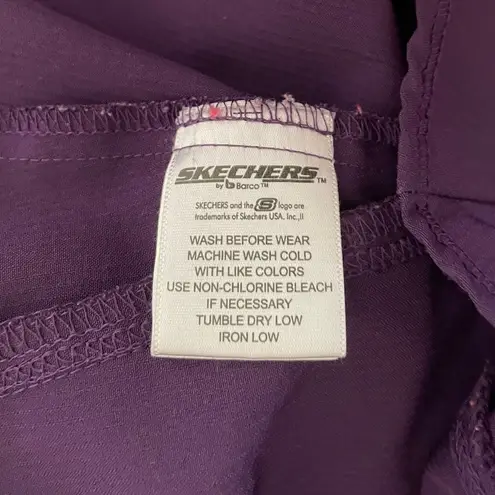 SKECHERS™
by b Barco™
SKECHERS and the S logo are
trademarks of Skechers USA. Inc.,II
WASH BEFORE WEAR
MACHINE WASH COLD
WITH LIKE COLORS
USE NON-CHLORINE BLEACH
IF NECESSARY
TUMBLE DRY LOW
IRON LOW